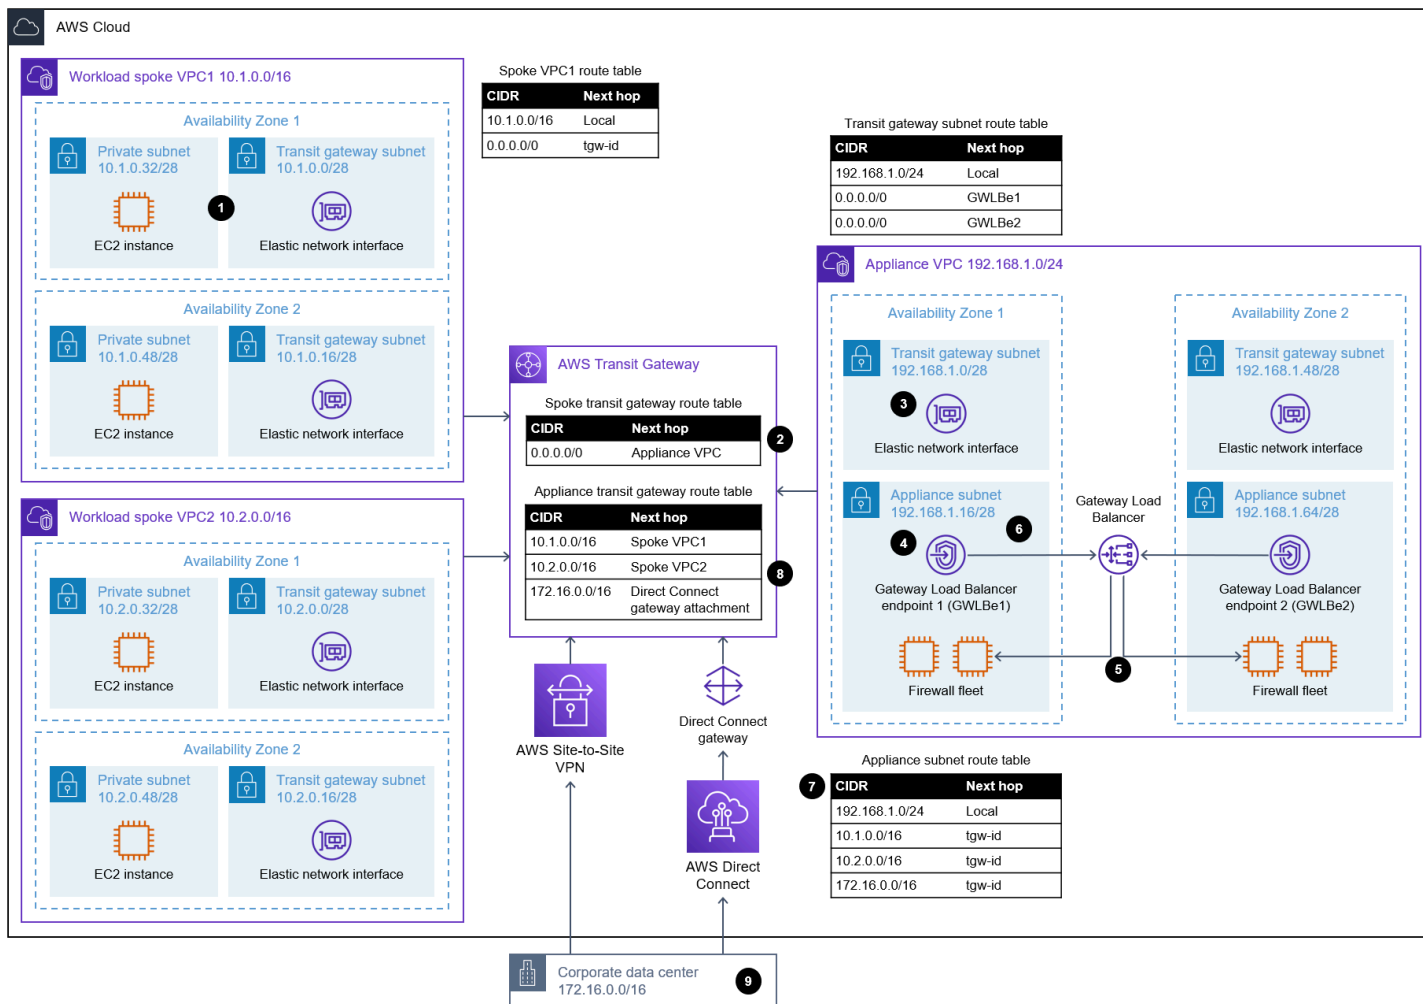 AWS Cloud
Workload spoke VPC1 10.1.0.0/16
Availability Zone 1
Private subnet
10.1.0.32/28
EC2 instance
1
Transit gateway subnet
10.1.0.0/28
Elastic network interface
Availability Zone 2
Private subnet
10.1.0.48/28
EC2 instance
Transit gateway subnet
10.1.0.16/28
Elastic network interface
Workload spoke VPC2 10.2.0.0/16
Availability Zone 1
Private subnet
10.2.0.32/28
EC2 instance
Transit gateway subnet
10.2.0.0/28
Elastic network interface
Availability Zone 2
Private subnet
10.2.0.48/28
EC2 instance
Transit gateway subnet
10.2.0.16/28
Elastic network interface
Spoke VPC1 route table
CIDR Next hop
10.1.0.0/16 Local
0.0.0.0/0 tgw-id
AWS Transit Gateway
Spoke transit gateway route table
CIDR Next hop
0.0.0.0/0 Appliance VPC
2
Appliance transit gateway route table
CIDR Next hop
10.1.0.0/16 Spoke VPC1
10.2.0.0/16 Spoke VPC2
172.16.0.0/16 Direct Connect
gateway attachment
8
AWS Site-to-Site
VPN
Direct Connect
gateway
AWS Direct
Connect
Corporate data center
172.16.0.0/16
9
Transit gateway subnet route table
CIDR Next hop
192.168.1.0/24 Local
0.0.0.0/0 GWLBe1
0.0.0.0/0 GWLBe2
Appliance VPC 192.168.1.0/24
Availability Zone 1
Transit gateway subnet
192.168.1.0/28
3
Elastic network interface
Appliance subnet
192.168.1.16/28
4
6
Gateway Load Balancer
endpoint 1 (GWLBe1)
Firewall fleet
Gateway Load
Balancer
5
Availability Zone 2
Transit gateway subnet
192.168.1.48/28
Elastic network interface
Appliance subnet
192.168.1.64/28
Gateway Load Balancer
endpoint 2 (GWLBe2)
Firewall fleet
Appliance subnet route table
7
CIDR Next hop
192.168.1.0/24 Local
10.1.0.0/16 tgw-id
10.2.0.0/16 tgw-id
172.16.0.0/16 tgw-id